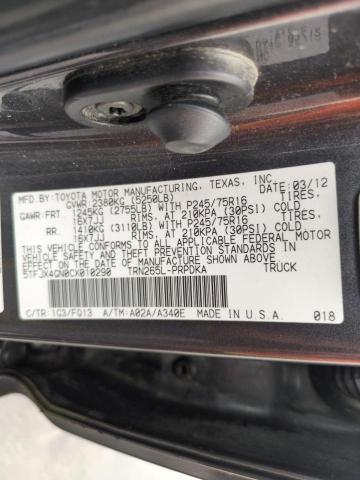 MFD.BY:TOYOTA MOTOR MANUFACTURING, TEXAS, INC. DATE: 03/12
GVWR:2380KG (5250LB)
GAWR:FRT 1245KG (2755LB) WITH P245/75R16 TIRES,
16X7JJ RIMS, AT 210KPA (30PSI) COLD
RR. 1410KG (3110LB) WITH P245/75R16 TIRES,
16X7JJ RIMS, AT 210KPA (30PSI) COLD
THIS VEHICLE CONFORMS TO ALL APPLICABLE FEDERAL MOTOR
VEHICLE SAFETY AND THEFT PREVENTION STANDARDS IN
EFFECT ON THE DATE OF MANUFACTURE SHOWN ABOVE.
5TFJX4GN0CX010290 TRN265L-PRPDKA TRUCK
C/TR:1G3/FQ13 A/TM:A02A/A340E MADE IN U.S.A. 018